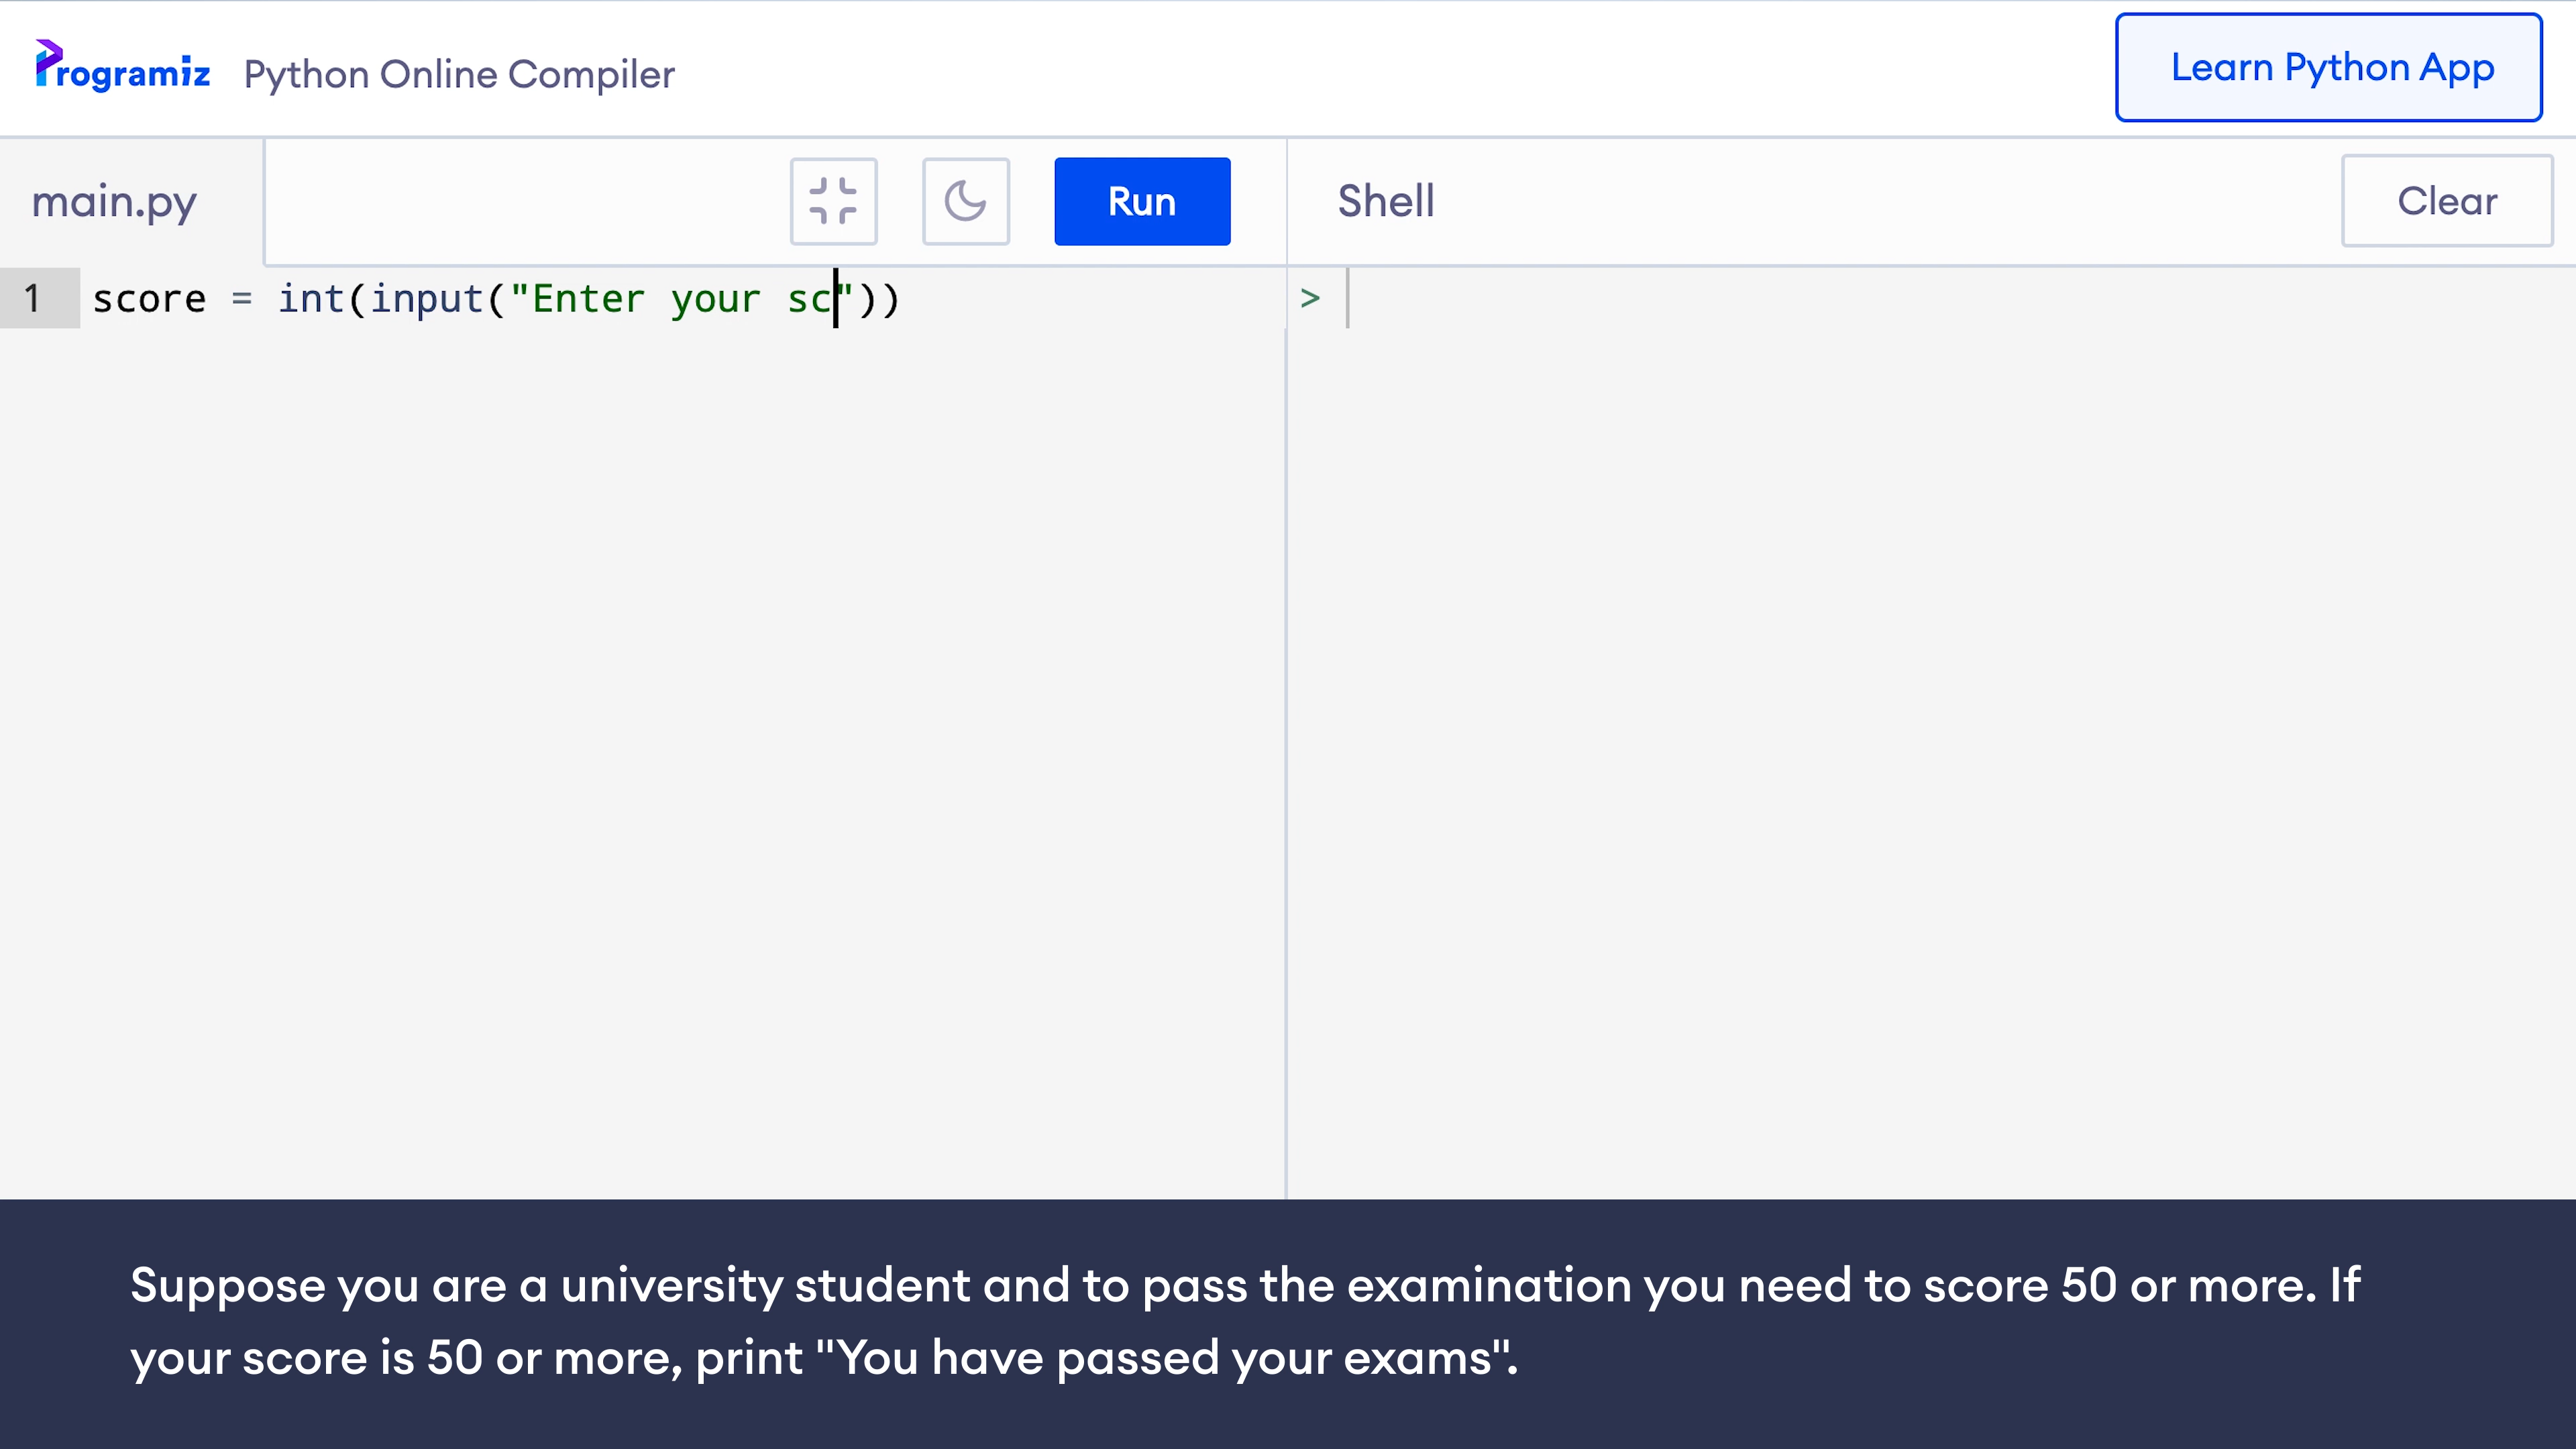 Programiz Python Online Compiler
Learn Python App
main.py
Run
Shell
Clear
1 score = int(input("Enter your sc"))
>
Suppose you are a university student and to pass the examination you need to score 50 or more. If
your score is 50 or more, print "You have passed your exams".